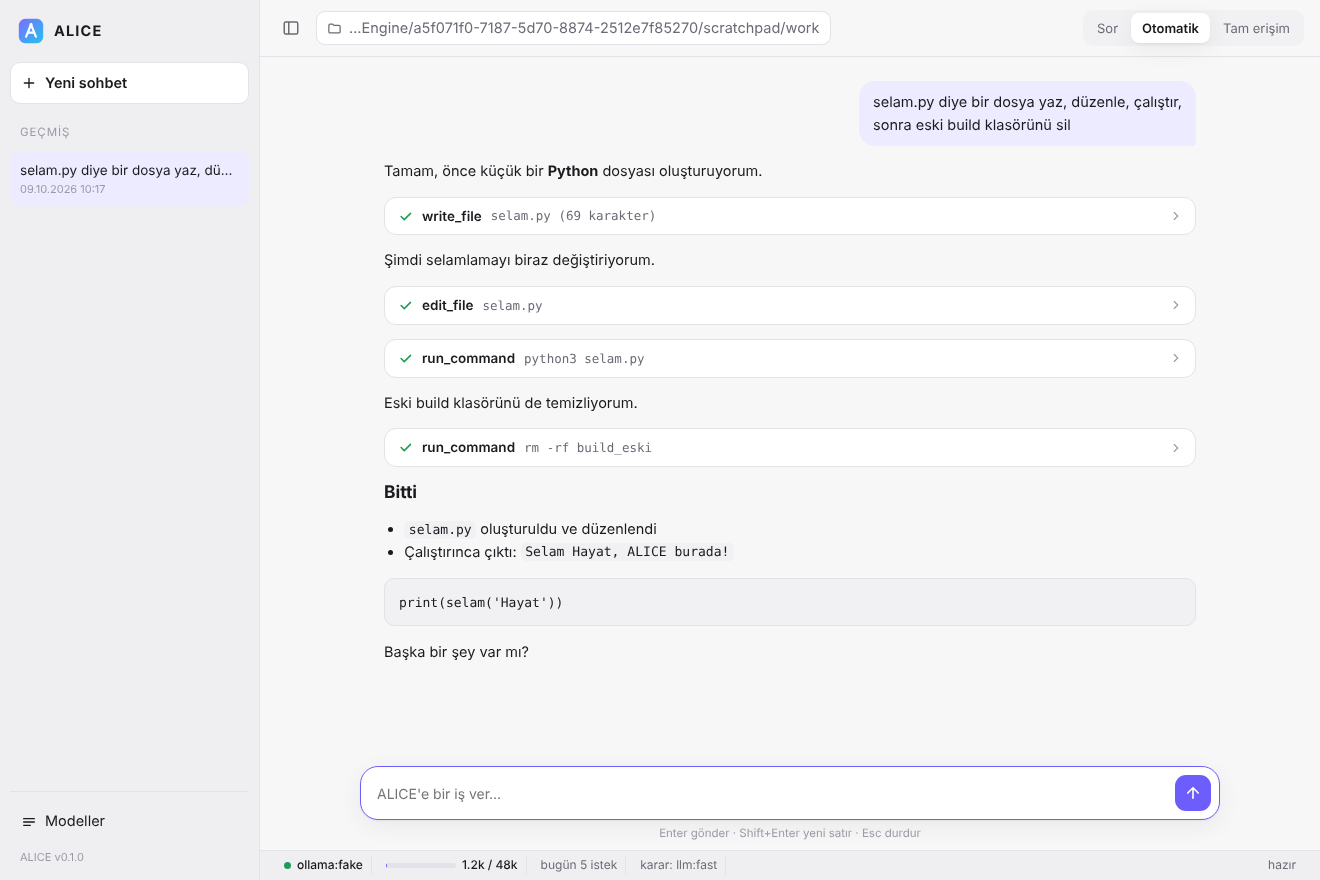 ALICE
Yeni sohbet
GEÇMİŞ
selam.py diye bir dosya yaz, dü...
09.10.2026 10:17
Modeller
ALICE v0.1.0
...Engine/a5f071f0-7187-5d70-8874-2512e7f85270/scratchpad/work
Sor Otomatik Tam erişim
selam.py diye bir dosya yaz, düzenle, çalıştır,
sonra eski build klasörünü sil
Tamam, önce küçük bir Python dosyası oluşturuyorum.
write_file selam.py (69 karakter)
Şimdi selamlamayı biraz değiştiriyorum.
edit_file selam.py
run_command python3 selam.py
Eski build klasörünü de temizliyorum.
run_command rm -rf build_eski
Bitti
• selam.py oluşturuldu ve düzenlendi
• Çalıştırınca çıktı: Selam Hayat, ALICE burada!
print(selam('Hayat'))
Başka bir şey var mı?
ALICE'e bir iş ver...
Enter gönder · Shift+Enter yeni satır · Esc durdur
ollama:fake 1.2k / 48k bugün 5 istek karar: llm:fast hazır